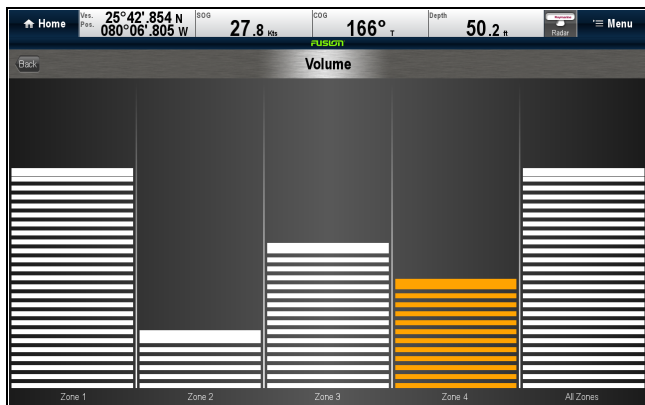 Home
Ves. Pos. 25°42'.854 N
080°06'.805 W
SOG
27.8 Kts
COG
166° T
Depth
50.2 ft
Raymarine
Radar
Menu
FUSION
Back
Volume
Zone 1 Zone 2 Zone 3 Zone 4 All Zones